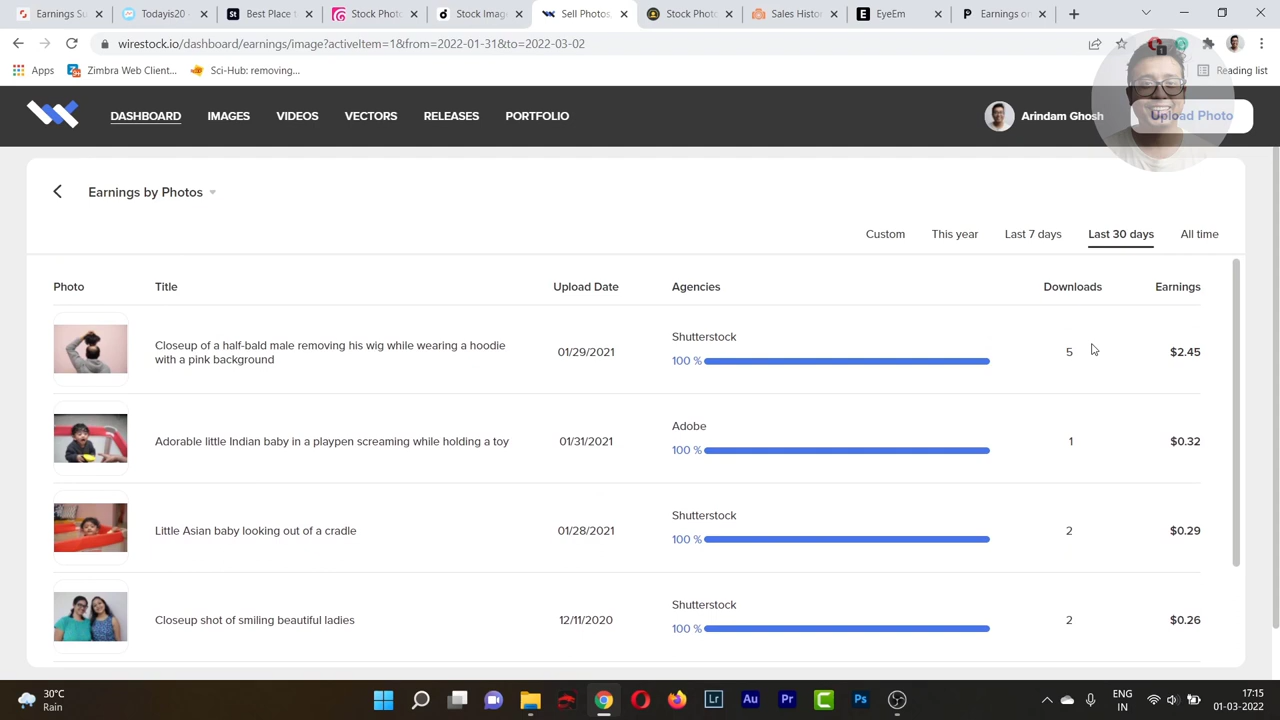 Earnings Su
Todayis20
Best Place t
Stock Photo
Stock Imag
Sell Photos,
Stock Photo
Sales Histor
EyeEm
Earnings on
wirestock.io/dashboard/earnings/image?activeItem=1&from=2022-01-31&to=2022-03-02
Apps
Zimbra Web Client...
Sci-Hub: removing...
Reading list
DASHBOARD
IMAGES
VIDEOS
VECTORS
RELEASES
PORTFOLIO
Arindam Ghosh
Upload Photo
Earnings by Photos
Custom
This year
Last 7 days
Last 30 days
All time
Photo
Title
Upload Date
Agencies
Downloads
Earnings
Closeup of a half-bald male removing his wig while wearing a hoodie
with a pink background
01/29/2021
Shutterstock
100 %
5
$2.45
Adorable little Indian baby in a playpen screaming while holding a toy
01/31/2021
Adobe
100 %
1
$0.32
Little Asian baby looking out of a cradle
01/28/2021
Shutterstock
100 %
2
$0.29
Closeup shot of smiling beautiful ladies
12/11/2020
Shutterstock
100 %
2
$0.26
30°C
Rain
Lr
Au
Pr
Ps
ENG
IN
17:15
01-03-2022